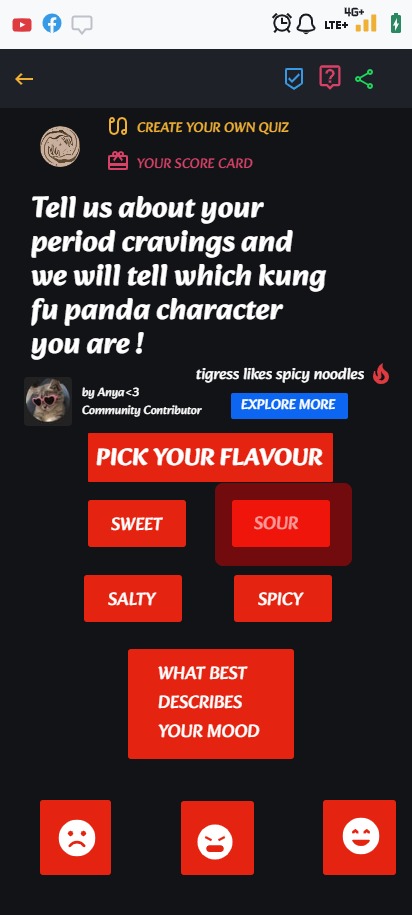 4G+
LTE+
CREATE YOUR OWN QUIZ
YOUR SCORE CARD
Tell us about your
period cravings and
we will tell which kung
fu panda character
you are !
tigress likes spicy noodles
by Anya<3
Community Contributor
EXPLORE MORE
PICK YOUR FLAVOUR
SWEET
SOUR
SALTY
SPICY
WHAT BEST
DESCRIBES
YOUR MOOD